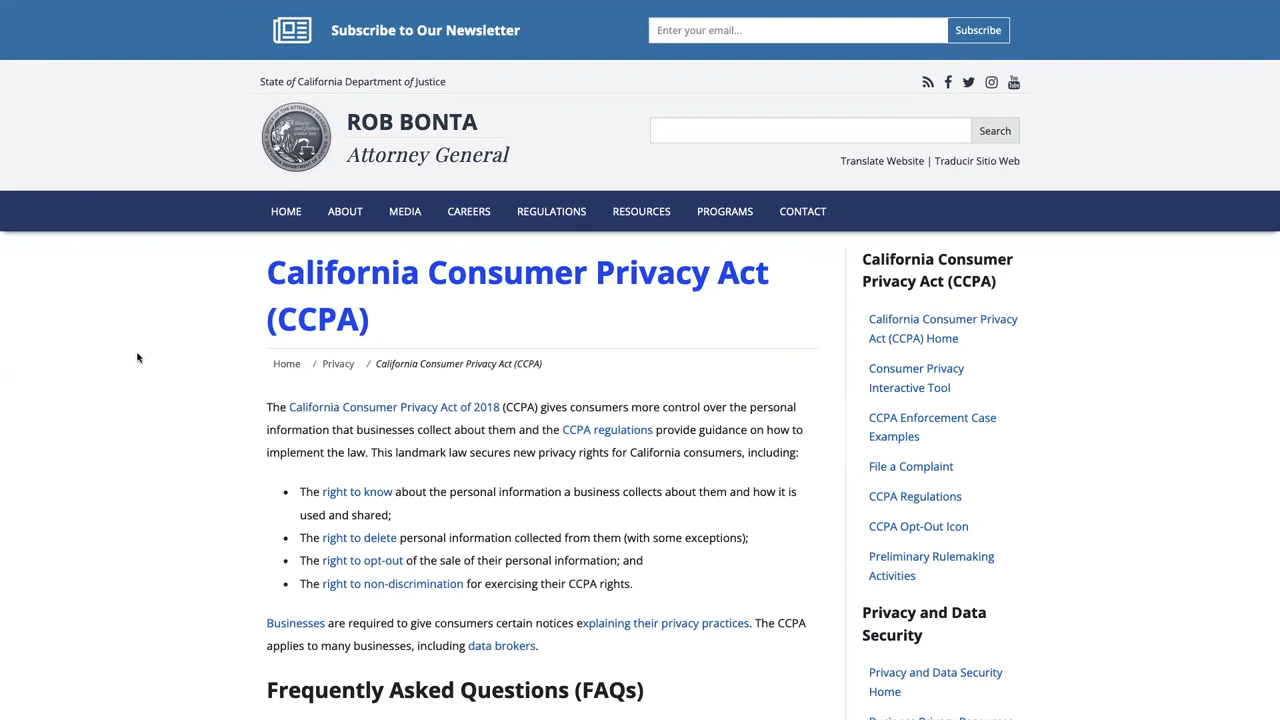 Subscribe to Our Newsletter
Enter your email...
Subscribe
State of California Department of Justice
ROB BONTA
Attorney General
Search
Translate Website | Traducir Sitio Web
HOME ABOUT MEDIA CAREERS REGULATIONS RESOURCES PROGRAMS CONTACT
California Consumer Privacy Act
(CCPA)
Home / Privacy / California Consumer Privacy Act (CCPA)
The California Consumer Privacy Act of 2018 (CCPA) gives consumers more control over the personal
information that businesses collect about them and the CCPA regulations provide guidance on how to
implement the law. This landmark law secures new privacy rights for California consumers, including:
• The right to know about the personal information a business collects about them and how it is
used and shared;
• The right to delete personal information collected from them (with some exceptions);
• The right to opt-out of the sale of their personal information; and
• The right to non-discrimination for exercising their CCPA rights.
Businesses are required to give consumers certain notices explaining their privacy practices. The CCPA
applies to many businesses, including data brokers.
Frequently Asked Questions (FAQs)
California Consumer
Privacy Act (CCPA)
California Consumer Privacy
Act (CCPA) Home
Consumer Privacy
Interactive Tool
CCPA Enforcement Case
Examples
File a Complaint
CCPA Regulations
CCPA Opt-Out Icon
Preliminary Rulemaking
Activities
Privacy and Data
Security
Privacy and Data Security
Home